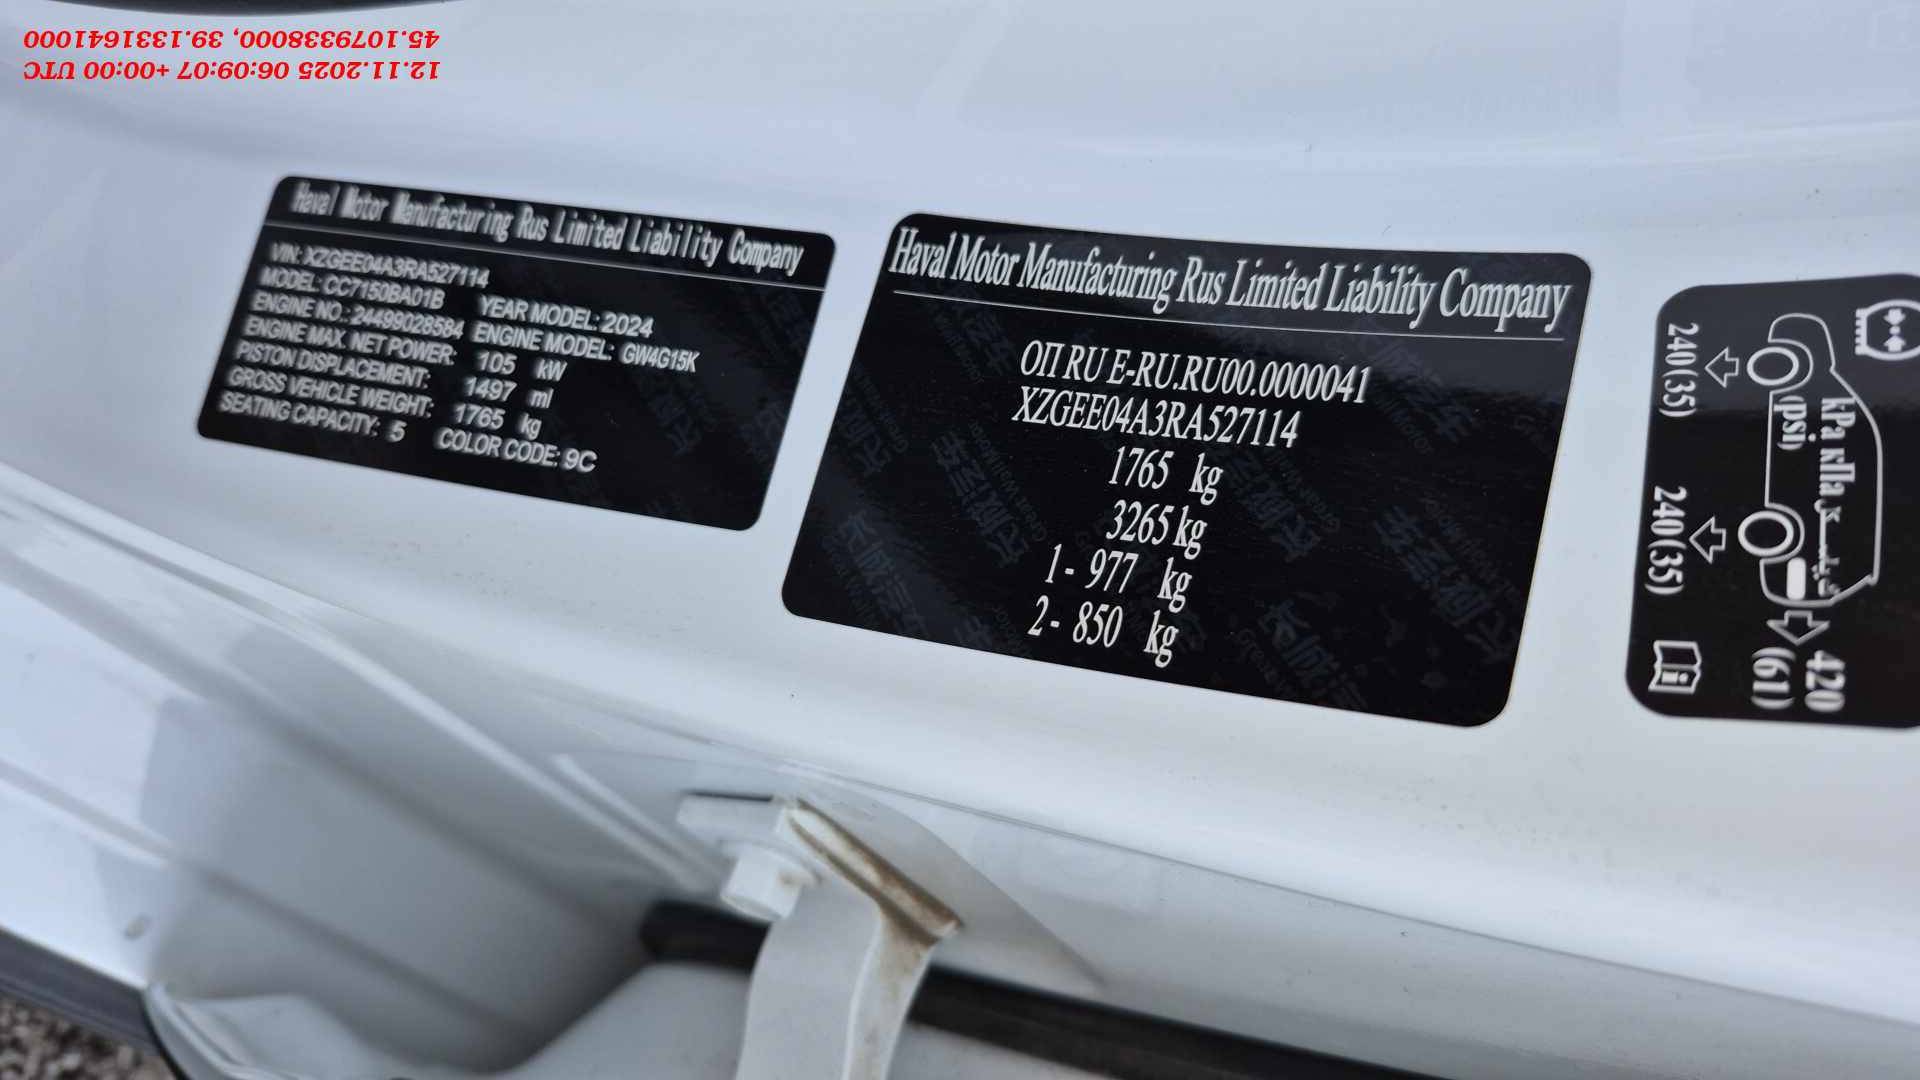 12.11.2025 06:09:07 +00:00 UTC
45.1079338000, 39.1331641000
Haval Motor Manufacturing Rus Limited Liability Company
VIN: XZGEE04A3RA527114
MODEL: CC7150BA01B YEAR MODEL: 2024
ENGINE NO.: 24499028584 ENGINE MODEL: GW4G15K
ENGINE MAX. NET POWER: 105 kW
PISTON DISPLACEMENT: 1497 ml
GROSS VEHICLE WEIGHT: 1765 kg
SEATING CAPACITY: 5 COLOR CODE: 9C
Haval Motor Manufacturing Rus Limited Liability Company
ОП RU E-RU.RU00.0000041
XZGEE04A3RA527114
1765 kg
3265 kg
1- 977 kg
2- 850 kg
kPa кПа
(psi)
240(35)
240(35)
420
(61)